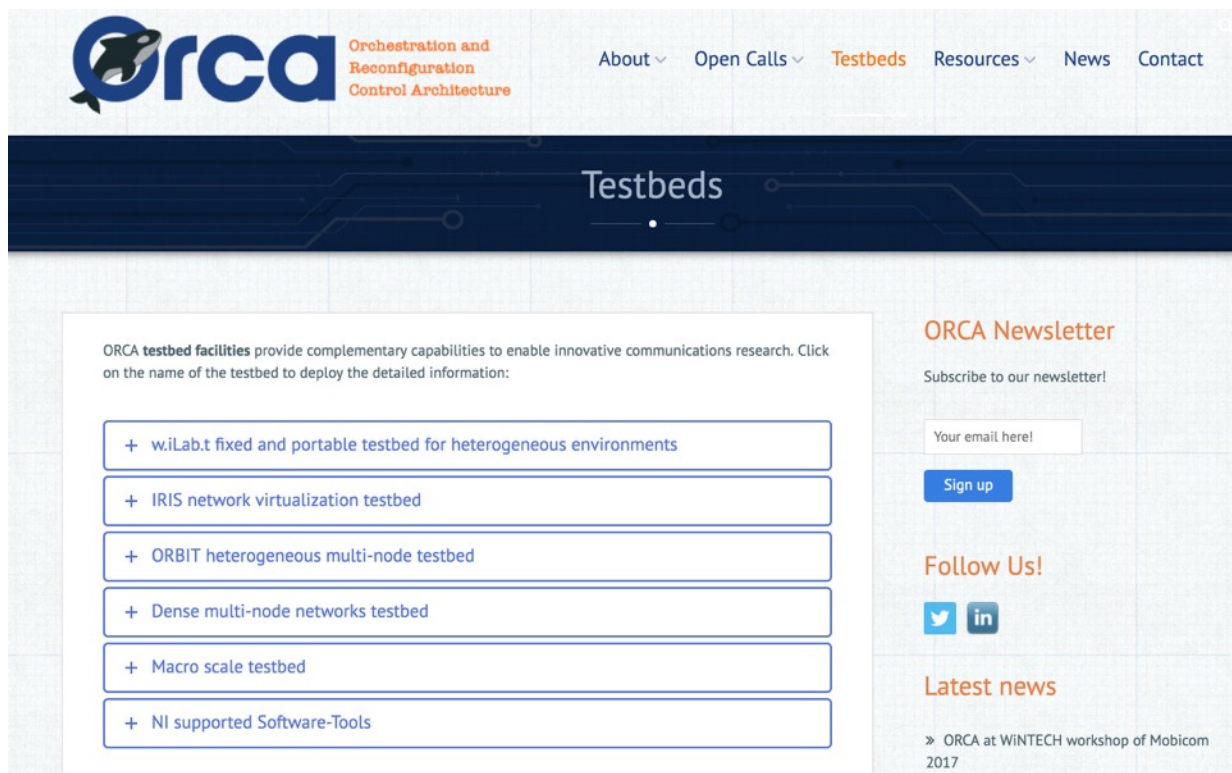 Orca
Orchestration and
Reconfiguration
Control Architecture
About
Open Calls
Testbeds
Resources
News
Contact
Testbeds
ORCA testbed facilities provide complementary capabilities to enable innovative communications research. Click
on the name of the testbed to deploy the detailed information:
+ w.iLab.t fixed and portable testbed for heterogeneous environments
+ IRIS network virtualization testbed
+ ORBIT heterogeneous multi-node testbed
+ Dense multi-node networks testbed
+ Macro scale testbed
+ NI supported Software-Tools
ORCA Newsletter
Subscribe to our newsletter!
Your email here!
Sign up
Follow Us!
in
Latest news
» ORCA at WiNTECH workshop of Mobicom
2017